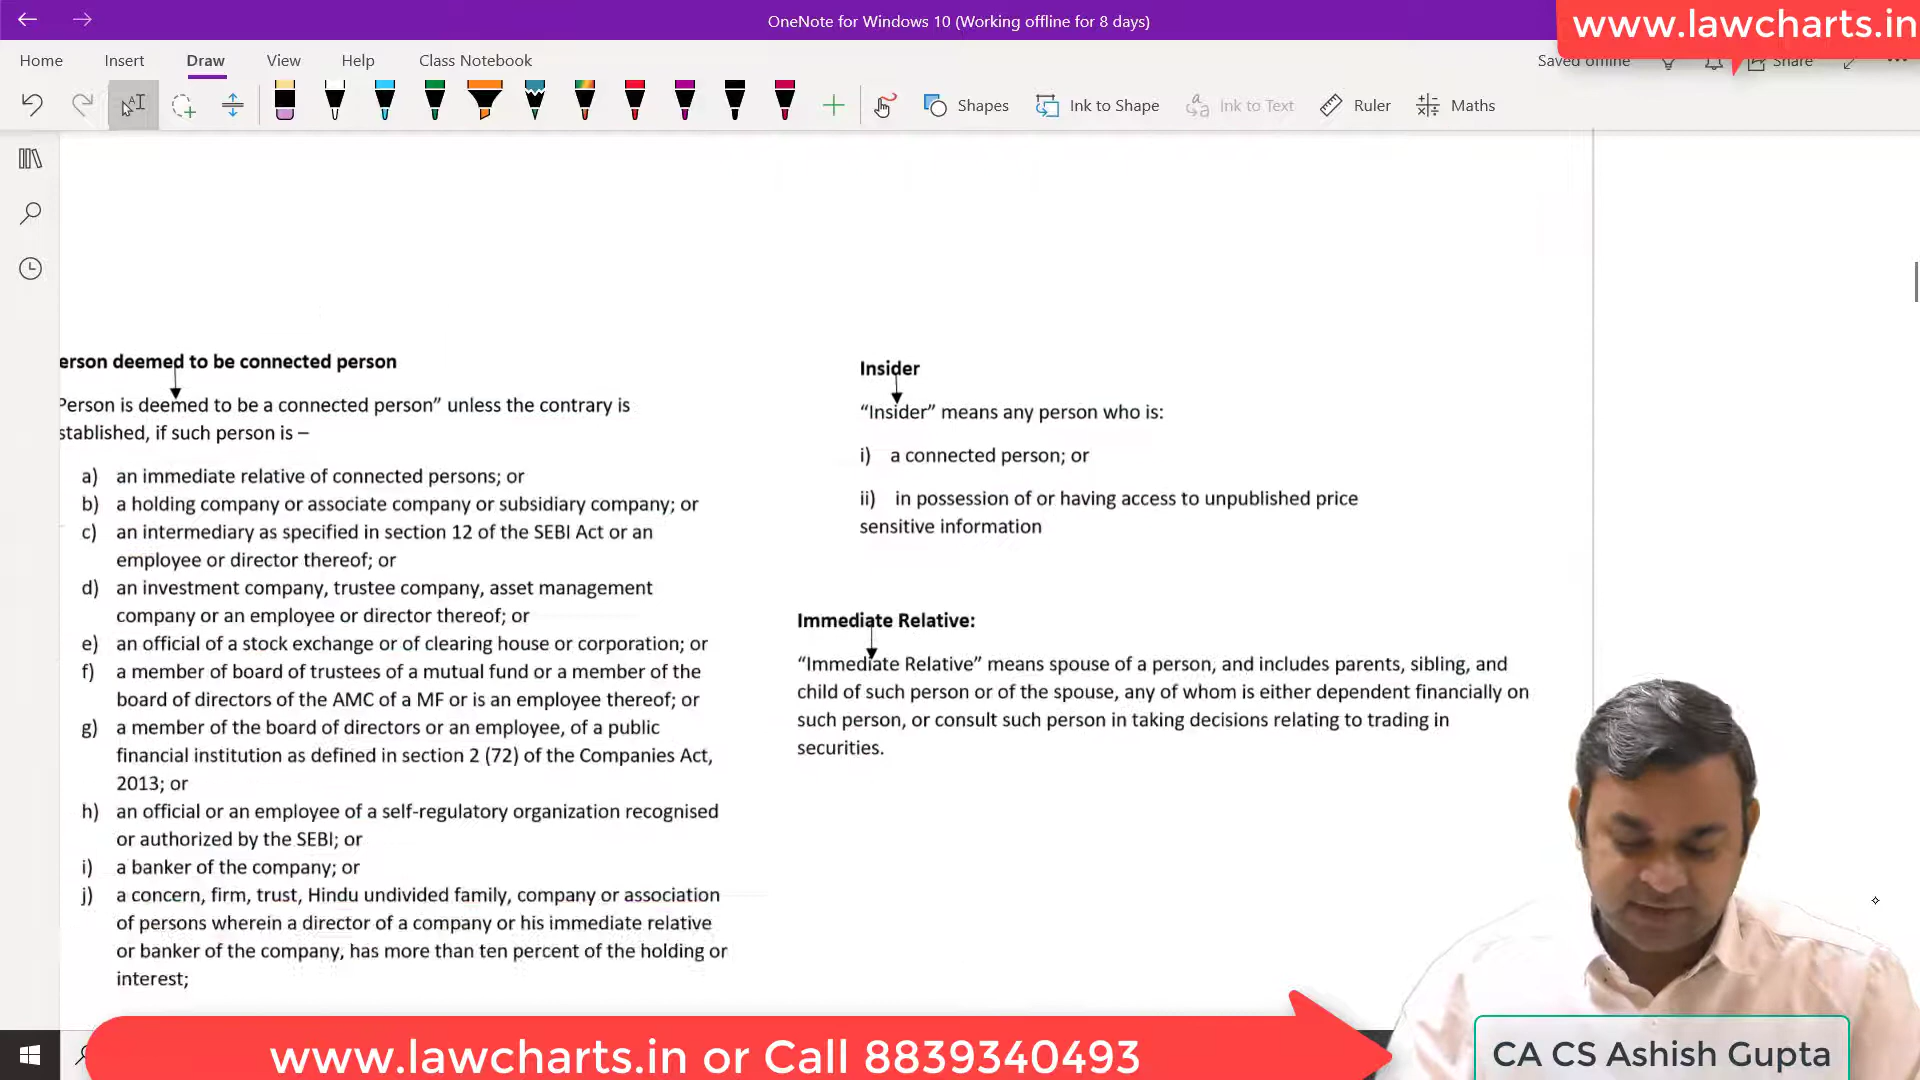 OneNote for Windows 10 (Working offline for 8 days)
www.lawcharts.in
Home
Insert
Draw
View
Help
Class Notebook
Saved offline
Share
Shapes
Ink to Shape
Ink to Text
Ruler
Maths
erson deemed to be connected person
Person is deemed to be a connected person” unless the contrary is
stablished, if such person is –
a) an immediate relative of connected persons; or
b) a holding company or associate company or subsidiary company; or
c) an intermediary as specified in section 12 of the SEBI Act or an
employee or director thereof; or
d) an investment company, trustee company, asset management
company or an employee or director thereof; or
e) an official of a stock exchange or of clearing house or corporation; or
f) a member of board of trustees of a mutual fund or a member of the
board of directors of the AMC of a MF or is an employee thereof; or
g) a member of the board of directors or an employee, of a public
financial institution as defined in section 2 (72) of the Companies Act,
2013; or
h) an official or an employee of a self-regulatory organization recognised
or authorized by the SEBI; or
i) a banker of the company; or
j) a concern, firm, trust, Hindu undivided family, company or association
of persons wherein a director of a company or his immediate relative
or banker of the company, has more than ten percent of the holding or
interest;
Insider
“Insider” means any person who is:
i) a connected person; or
ii) in possession of or having access to unpublished price
sensitive information
Immediate Relative:
“Immediate Relative” means spouse of a person, and includes parents, sibling, and
child of such person or of the spouse, any of whom is either dependent financially on
such person, or consult such person in taking decisions relating to trading in
securities.
www.lawcharts.in or Call 8839340493
CA CS Ashish Gupta